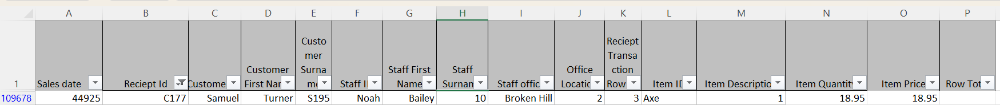 A B C D E F G H I J K L M N O P
Custo Reciept
mer Transa
Customer Surna Staff First Staff Office ction
1 Sales date Reciept Id Custome First Nar me Staff I Name Surnan Staff offic Locatic Row Item ID Item Descriptio Item Quantit Item Price Row Tot
109678 44925 C177 Samuel Turner S195 Noah Bailey 10 Broken Hill 2 3 Axe 1 18.95 18.95